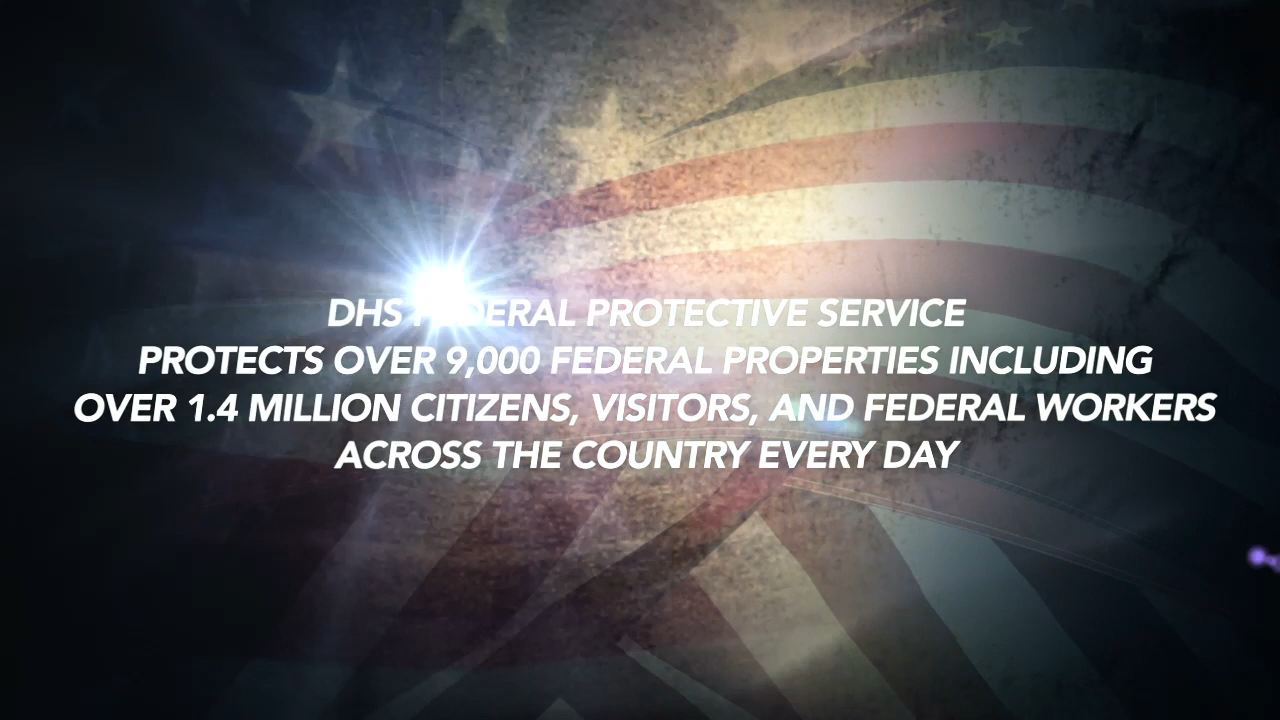 DHS FEDERAL PROTECTIVE SERVICE
PROTECTS OVER 9,000 FEDERAL PROPERTIES INCLUDING
OVER 1.4 MILLION CITIZENS, VISITORS, AND FEDERAL WORKERS
ACROSS THE COUNTRY EVERY DAY